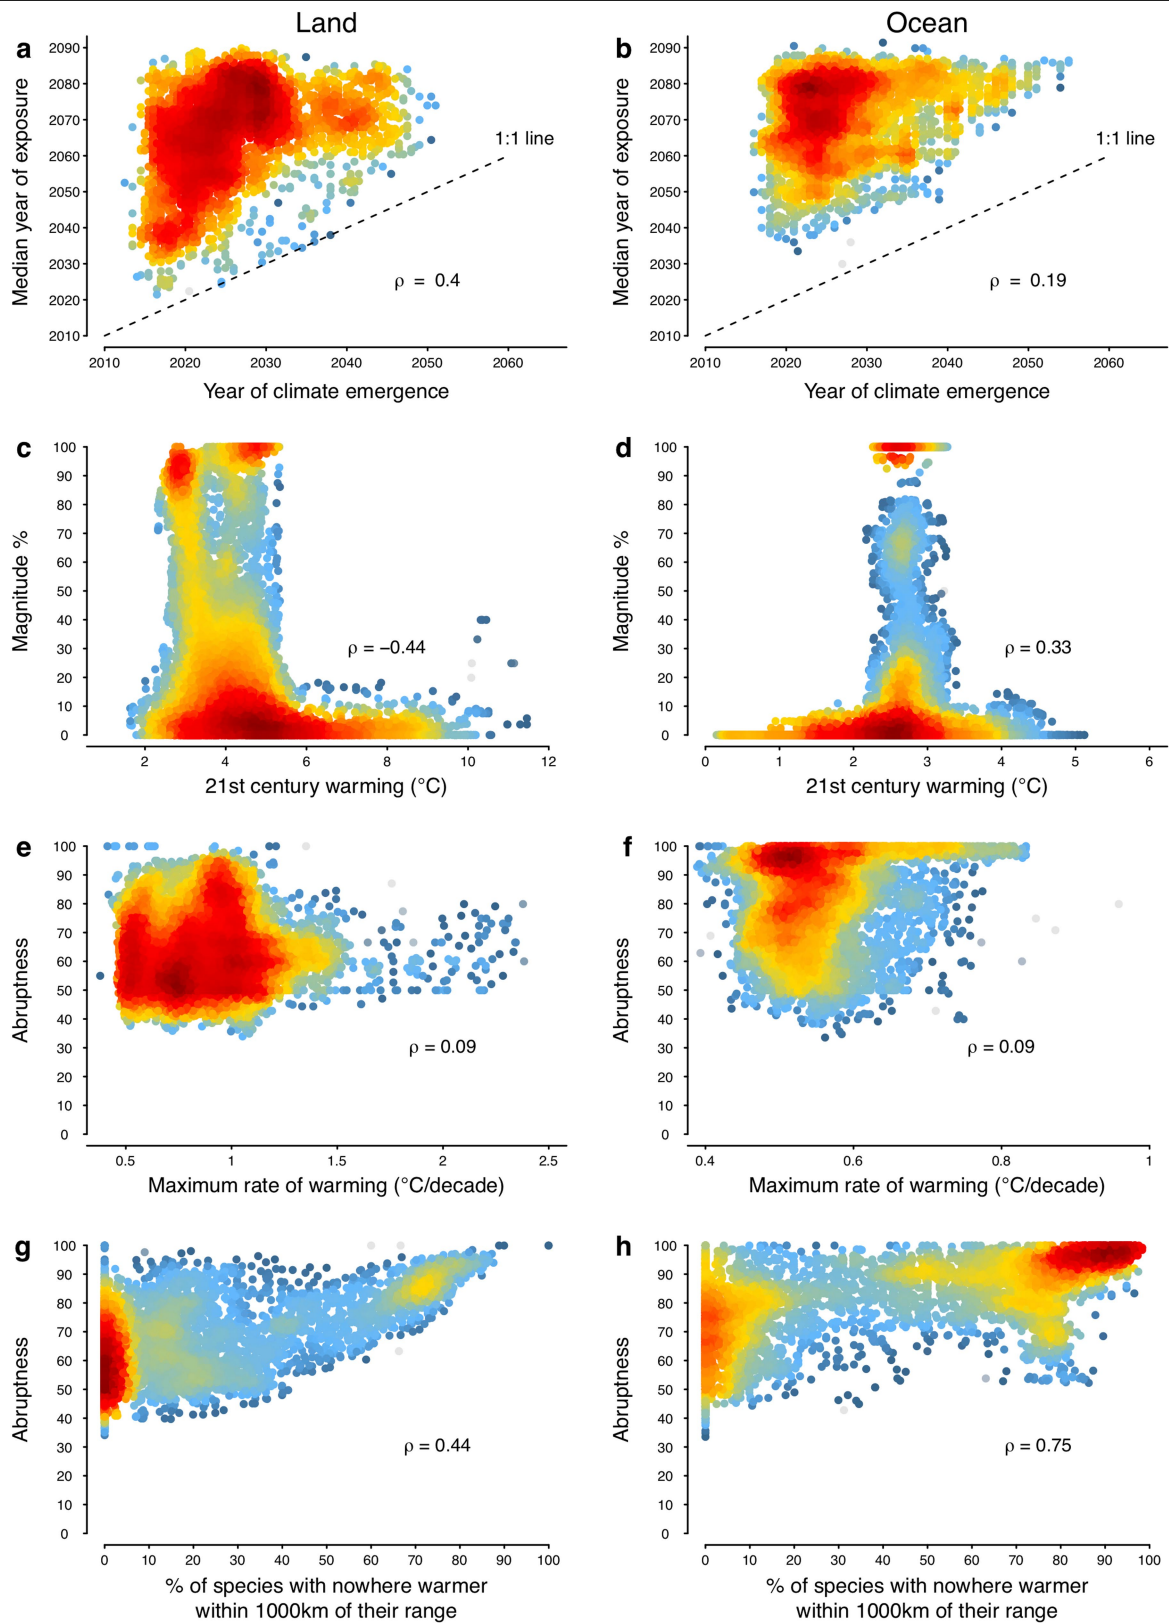 Land
Ocean
a
Median year of exposure
2090
2080
2070
2060
2050
2040
2030
2020
2010
1:1 line
ρ = 0.4
2010 2020 2030 2040 2050 2060
Year of climate emergence
b
Median year of exposure
2090
2080
2070
2060
2050
2040
2030
2020
2010
1:1 line
ρ = 0.19
2010 2020 2030 2040 2050 2060
Year of climate emergence
c
Magnitude %
100
90
80
70
60
50
40
30
20
10
0
ρ = −0.44
2 4 6 8 10 12
21st century warming (°C)
d
Magnitude %
100
90
80
70
60
50
40
30
20
10
0
ρ = 0.33
0 1 2 3 4 5 6
21st century warming (°C)
e
Abruptness
100
90
80
70
60
50
40
30
20
10
0
ρ = 0.09
0.5 1 1.5 2 2.5
Maximum rate of warming (°C/decade)
f
Abruptness
100
90
80
70
60
50
40
30
20
10
0
ρ = 0.09
0.4 0.6 0.8 1
Maximum rate of warming (°C/decade)
g
Abruptness
100
90
80
70
60
50
40
30
20
10
0
ρ = 0.44
0 10 20 30 40 50 60 70 80 90 100
% of species with nowhere warmer
within 1000km of their range
h
Abruptness
100
90
80
70
60
50
40
30
20
10
0
ρ = 0.75
0 10 20 30 40 50 60 70 80 90 100
% of species with nowhere warmer
within 1000km of their range